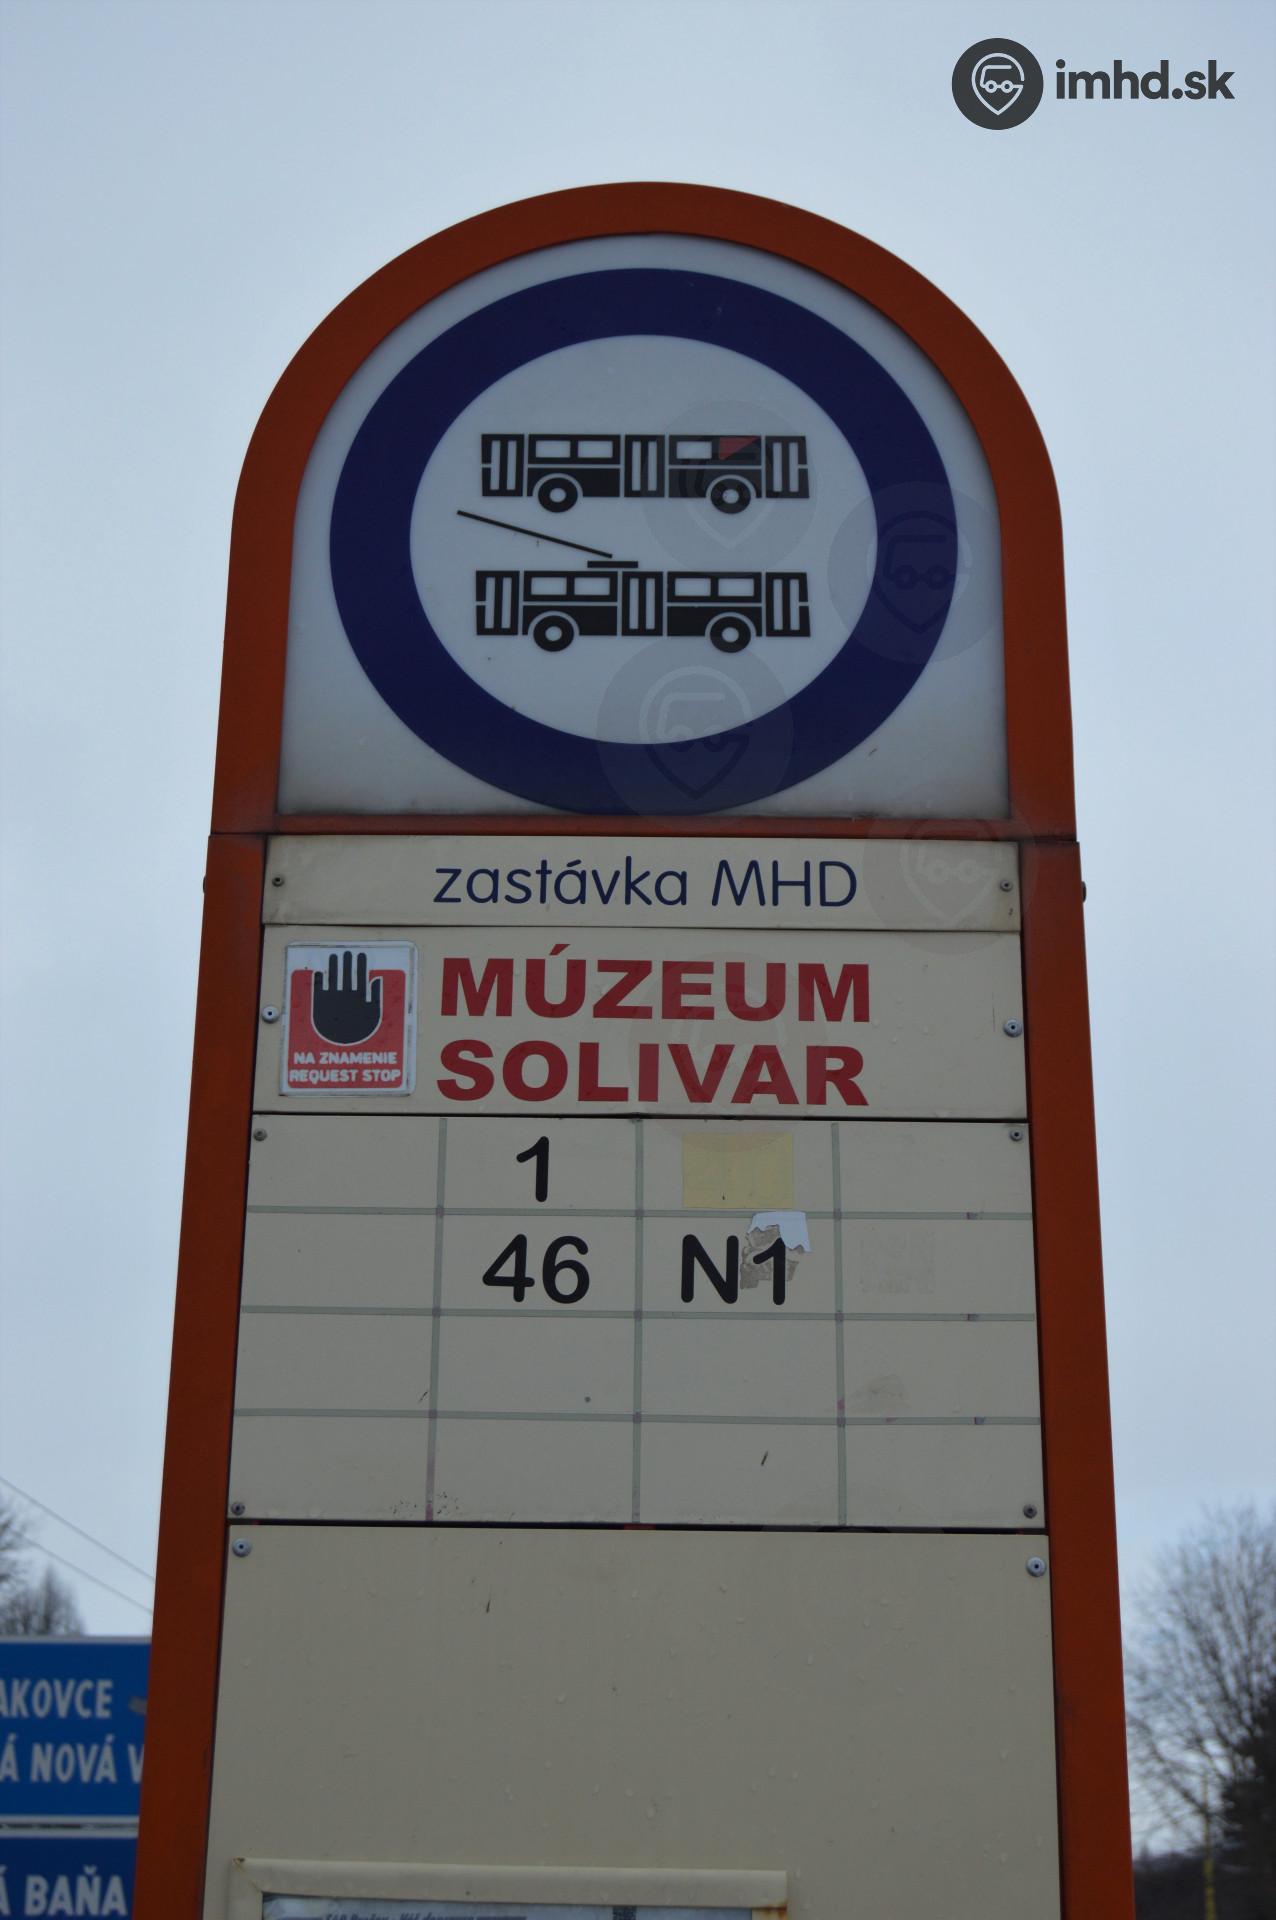 imhd.sk
zastávka MHD
MÚZEUM
SOLIVAR
NA ZNAMENIE
REQUEST STOP
1
46 N1
AKOVCE
Á NOVÁ V
Á BAŇA